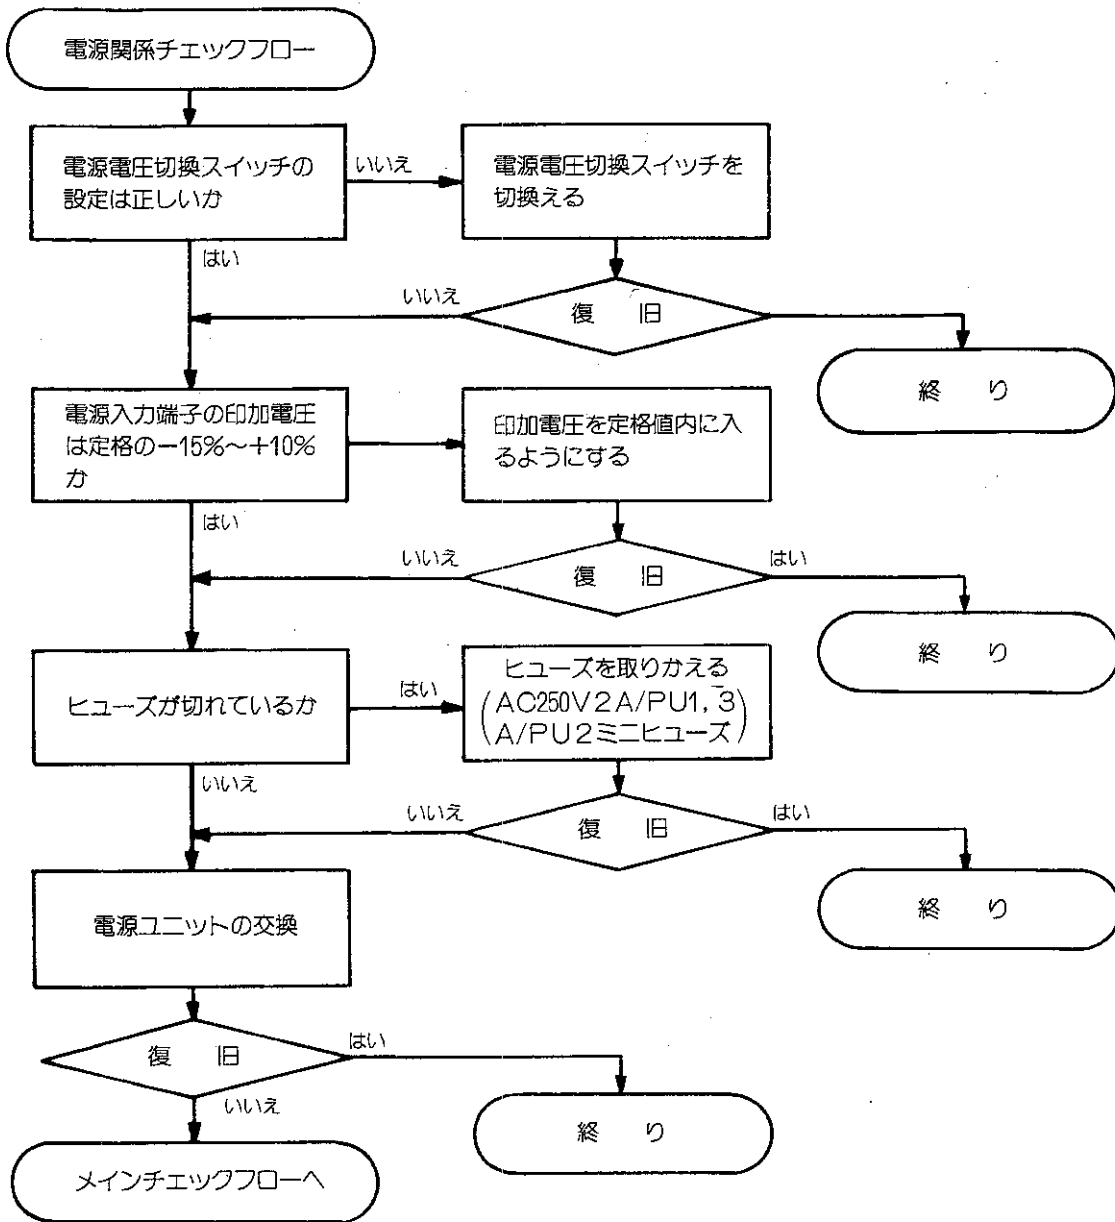 電源関係チェックフロー
電源電圧切換スイッチの
設定は正しいか
いいえ
電源電圧切換スイッチを
切換える
はい
いいえ
復 旧
終 り
電源入力端子の印加電圧
は定格の−15%〜+10%
か
印加電圧を定格値内に入
るようにする
はい
いいえ
復 旧
はい
終 り
ヒューズが切れているか
はい
ヒューズを取りかえる
(AC250V2A/PU1,3)
(A/PU2ミニヒューズ)
いいえ
いいえ
復 旧
はい
終 り
電源ユニットの交換
復 旧
はい
いいえ
終 り
メインチェックフローへ